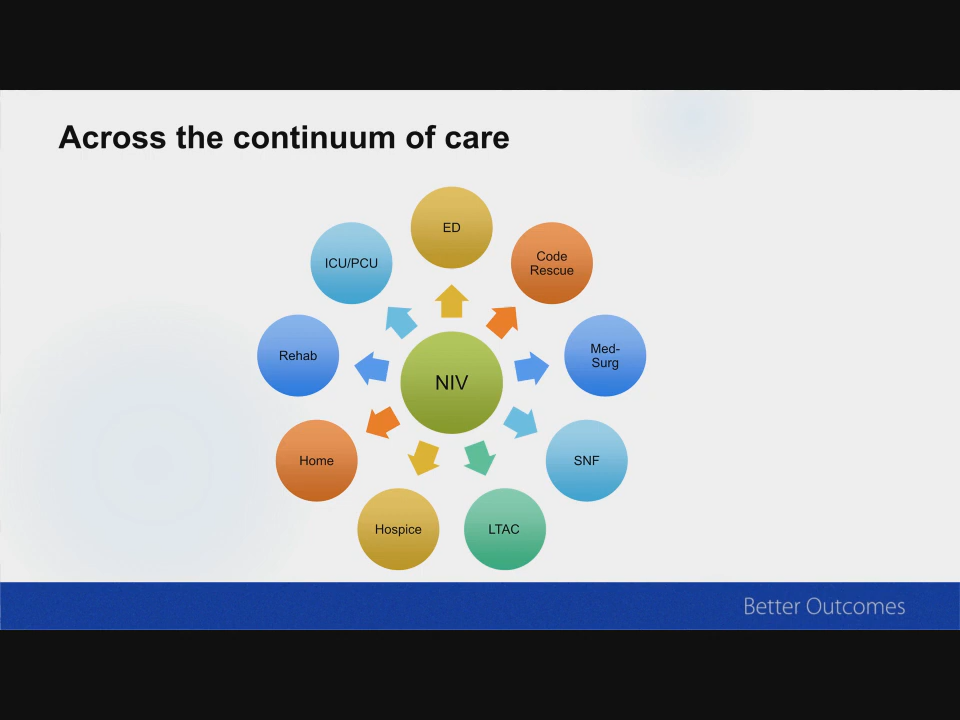 Across the continuum of care
ED
Code
Rescue
ICU/PCU
Med-
Surg
Rehab
NIV
SNF
Home
Hospice
LTAC
Better Outcomes